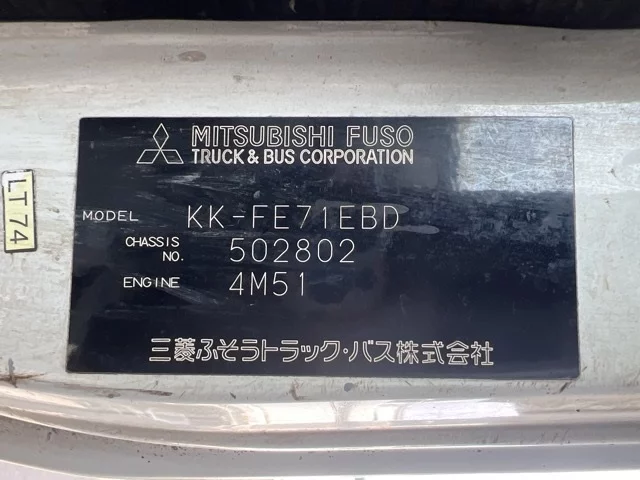 MITSUBISHI FUSO
TRUCK & BUS CORPORATION
LT74
MODEL KK-FE71EBD
CHASSIS NO. 502802
ENGINE 4M51
三菱ふそうトラック・バス株式会社